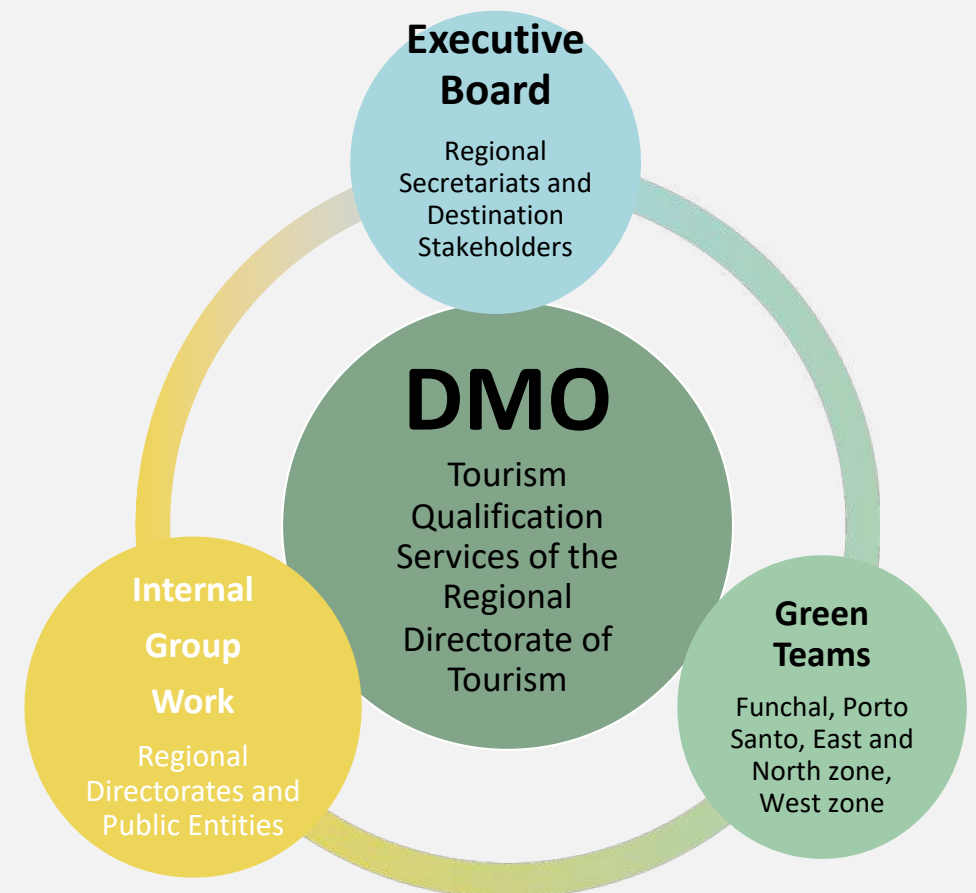 Executive
Board
Regional
Secretariats and
Destination
Stakeholders
DMO
Tourism
Qualification
Services of the
Regional
Directorate of
Tourism
Internal
Group
Work
Regional
Directorates and
Public Entities
Green
Teams
Funchal, Porto
Santo, East and
North zone,
West zone